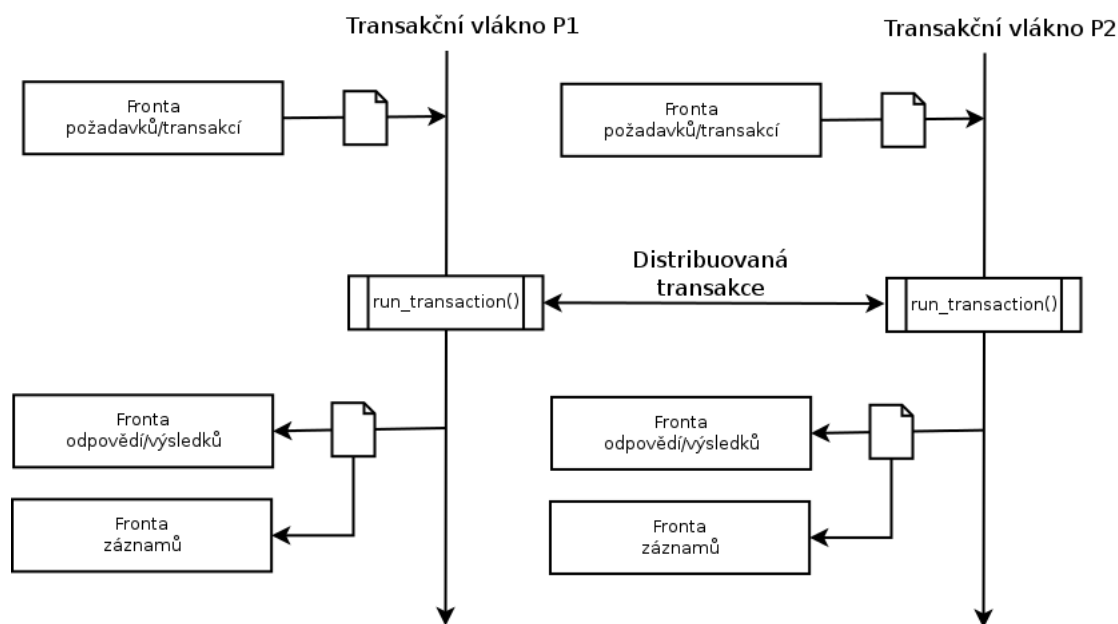 Transakční vlákno P1
Transakční vlákno P2
Fronta
požadavků/transakcí
Fronta
požadavků/transakcí
Distribuovaná
transakce
run_transaction()
run_transaction()
Fronta
odpovědí/výsledků
Fronta
odpovědí/výsledků
Fronta
záznamů
Fronta
záznamů